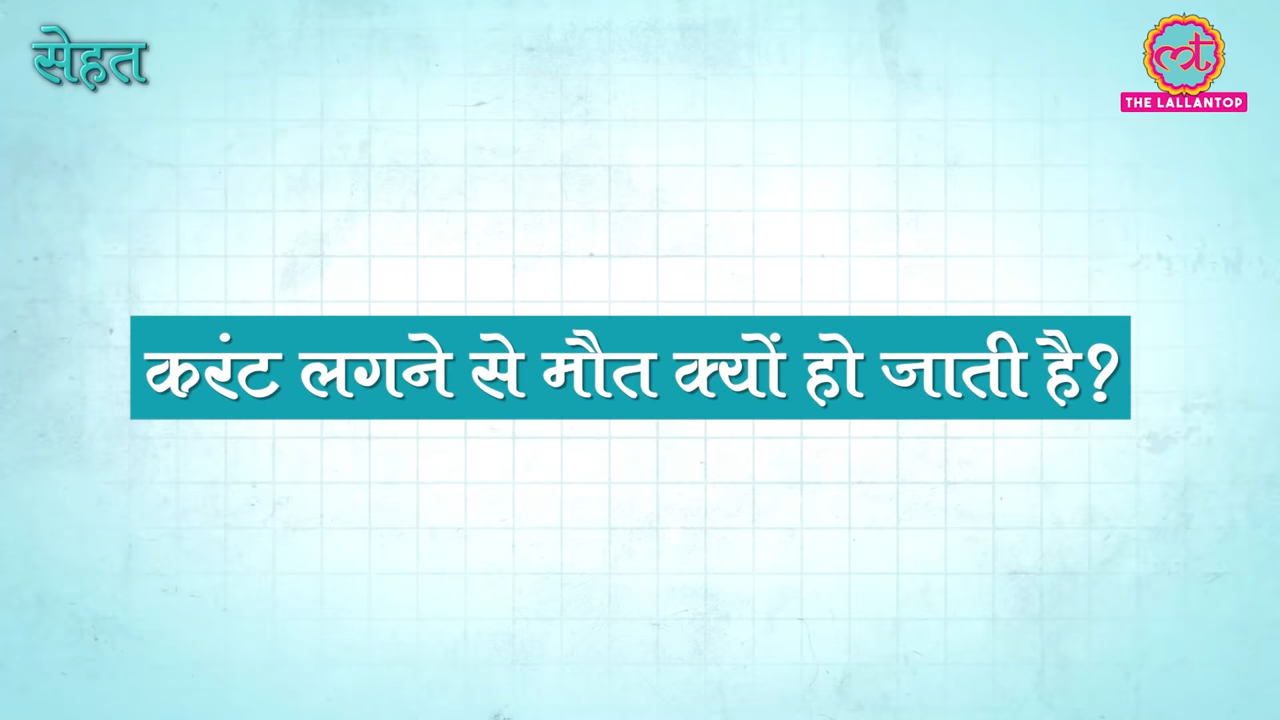 सेहत
THE LALLANTOP
करंट लगने से मौत क्यों हो जाती है?